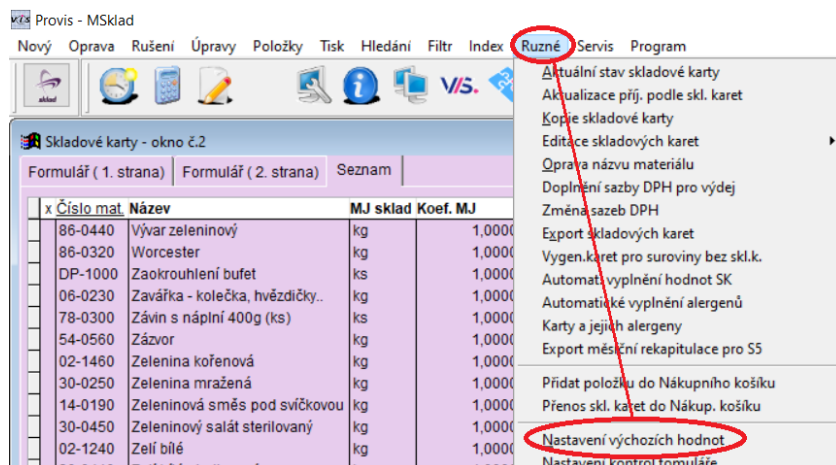 VIS Provis - MSklad
Nový Oprava Rušení Úpravy Položky Tisk Hledání Filtr Index Ruzné Servis Program
sklad
VIS.
Skladové karty - okno č.2
Formulář ( 1. strana) Formulář ( 2. strana) Seznam
x Číslo mat. Název MJ sklad Koef. MJ
86-0440 Vývar zeleninový kg 1,0000
86-0320 Worcester kg 1,0000
DP-1000 Zaokrouhlení bufet ks 1,0000
06-0230 Zavářka - kolečka, hvězdičky.. kg 1,0000
78-0300 Závin s náplní 400g (ks) ks 1,0000
54-0560 Zázvor kg 1,0000
02-1460 Zelenina kořenová kg 1,0000
30-0250 Zelenina mražená kg 1,0000
14-0190 Zeleninová směs pod svíčkovou kg 1,0000
30-0450 Zeleninový salát sterilovaný kg 1,0000
02-1240 Zelí bílé kg 1,0000
Aktuální stav skladové karty
Aktualizace příj. podle skl. karet
Kopie skladové karty
Editace skladových karet
Oprava názvu materiálu
Doplnění sazby DPH pro výdej
Změna sazeb DPH
Export skladových karet
Vygen.karet pro suroviny bez skl.k.
Automat. vyplnění hodnot SK
Automatické vyplnění alergenů
Karty a jejich alergeny
Export měsíční rekapitulace pro S5
Přidat položku do Nákupního košíku
Přenos skl. karet do Nákup. košíku
Nastavení výchozích hodnot
Nastavení kontrol formuláře